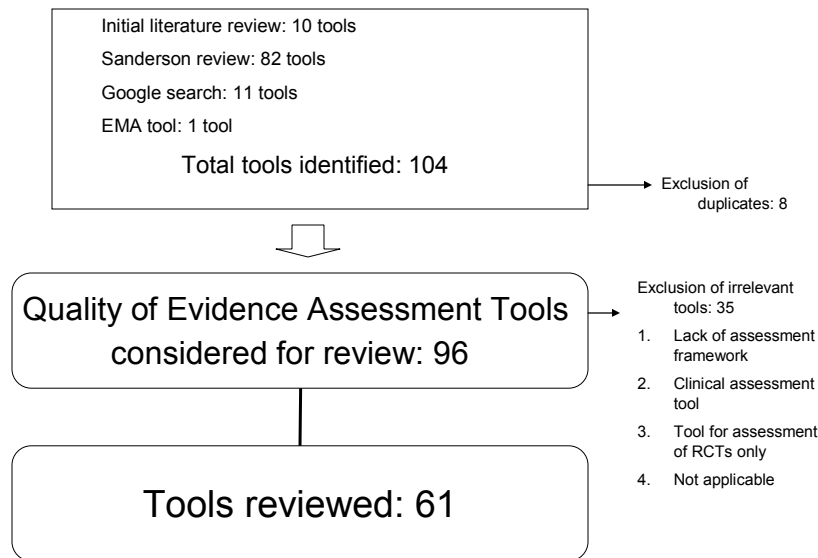 Initial literature review: 10 tools
Sanderson review: 82 tools
Google search: 11 tools
EMA tool: 1 tool
Total tools identified: 104
Exclusion of
duplicates: 8
Quality of Evidence Assessment Tools
considered for review: 96
Exclusion of irrelevant
tools: 35
1. Lack of assessment
framework
2. Clinical assessment
tool
3. Tool for assessment
of RCTs only
4. Not applicable
Tools reviewed: 61